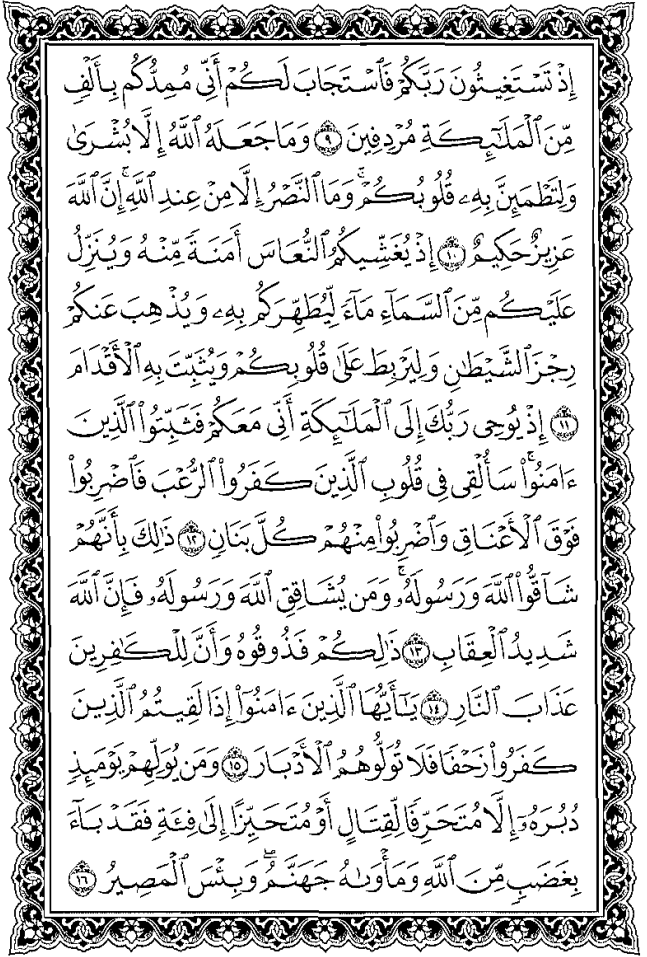 إِذْ تَسْتَغِيثُونَ رَبَّكُمْ فَٱسْتَجَابَ لَكُمْ أَنِّى مُمِدُّكُم بِأَلْفٍ
مِّنَ ٱلْمَلَـٰٓئِكَةِ مُرْدِفِينَ ٩ وَمَا جَعَلَهُ ٱللَّهُ إِلَّا بُشْرَىٰ
وَلِتَطْمَئِنَّ بِهِۦ قُلُوبُكُمْ ۚ وَمَا ٱلنَّصْرُ إِلَّا مِنْ عِندِ ٱللَّهِ ۚ إِنَّ ٱللَّهَ
عَزِيزٌ حَكِيمٌ ١٠ إِذْ يُغَشِّيكُمُ ٱلنُّعَاسَ أَمَنَةً مِّنْهُ وَيُنَزِّلُ
عَلَيْكُم مِّنَ ٱلسَّمَآءِ مَآءً لِّيُطَهِّرَكُم بِهِۦ وَيُذْهِبَ عَنكُمْ
رِجْزَ ٱلشَّيْطَـٰنِ وَلِيَرْبِطَ عَلَىٰ قُلُوبِكُمْ وَيُثَبِّتَ بِهِ ٱلْأَقْدَامَ
١١ إِذْ يُوحِى رَبُّكَ إِلَى ٱلْمَلَـٰٓئِكَةِ أَنِّى مَعَكُمْ فَثَبِّتُوا۟ ٱلَّذِينَ
ءَامَنُوا۟ ۚ سَأُلْقِى فِى قُلُوبِ ٱلَّذِينَ كَفَرُوا۟ ٱلرُّعْبَ فَٱضْرِبُوا۟
فَوْقَ ٱلْأَعْنَاقِ وَٱضْرِبُوا۟ مِنْهُمْ كُلَّ بَنَانٍ ١٢ ذَٰلِكَ بِأَنَّهُمْ
شَآقُّوا۟ ٱللَّهَ وَرَسُولَهُۥ ۚ وَمَن يُشَاقِقِ ٱللَّهَ وَرَسُولَهُۥ فَإِنَّ ٱللَّهَ
شَدِيدُ ٱلْعِقَابِ ١٣ ذَٰلِكُمْ فَذُوقُوهُ وَأَنَّ لِلْكَـٰفِرِينَ
عَذَابَ ٱلنَّارِ ١٤ يَـٰٓأَيُّهَا ٱلَّذِينَ ءَامَنُوٓا۟ إِذَا لَقِيتُمُ ٱلَّذِينَ
كَفَرُوا۟ زَحْفًا فَلَا تُوَلُّوهُمُ ٱلْأَدْبَارَ ١٥ وَمَن يُوَلِّهِمْ يَوْمَئِذٍ
دُبُرَهُۥٓ إِلَّا مُتَحَرِّفًا لِّقِتَالٍ أَوْ مُتَحَيِّزًا إِلَىٰ فِئَةٍ فَقَدْ بَآءَ
بِغَضَبٍ مِّنَ ٱللَّهِ وَمَأْوَىٰهُ جَهَنَّمُ ۖ وَبِئْسَ ٱلْمَصِيرُ ١٦